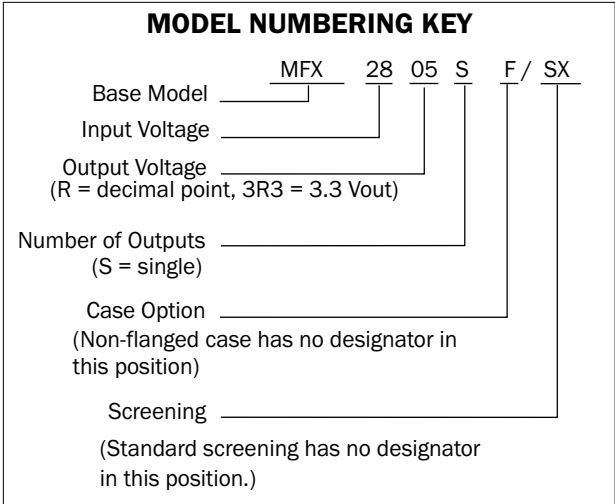 MODEL NUMBERING KEY
MFX 28 05 S F / SX
Base Model
Input Voltage
Output Voltage
(R = decimal point, 3R3 = 3.3 Vout)
Number of Outputs
(S = single)
Case Option
(Non-flanged case has no designator in
this position)
Screening
(Standard screening has no designator
in this position.)